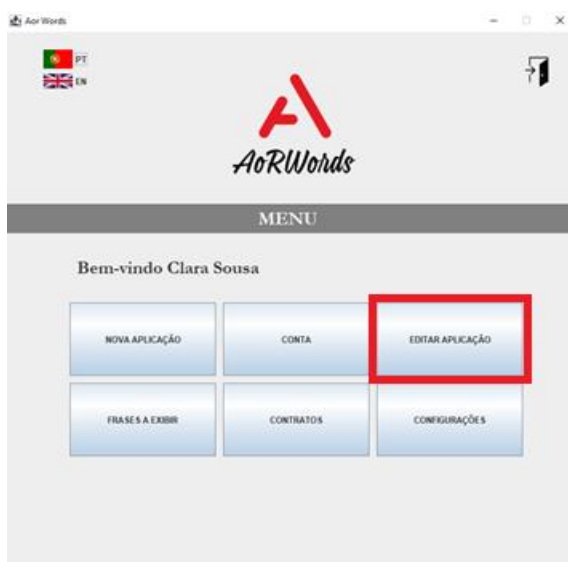 Aor Words
PT
EN
AoRWords
MENU
Bem-vindo Clara Sousa
NOVA APLICAÇÃO
CONTA
EDITAR APLICAÇÃO
FRASES A EXIBIR
CONTRATOS
CONFIGURAÇÕES